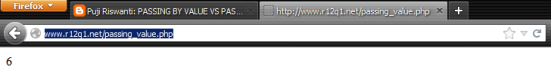 Firefox
Puji Riswanti: PASSING BY VALUE VS PAS...
http://www.r12q1.net/passing_value.php
www.r12q1.net/passing_value.php
6